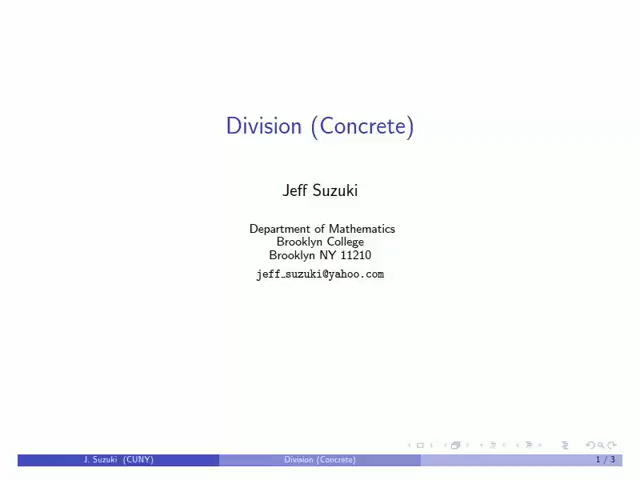 Division (Concrete)
Jeff Suzuki
Department of Mathematics
Brooklyn College
Brooklyn NY 11210
jeff_suzuki@yahoo.com
J. Suzuki (CUNY) Division (Concrete) 1 / 3